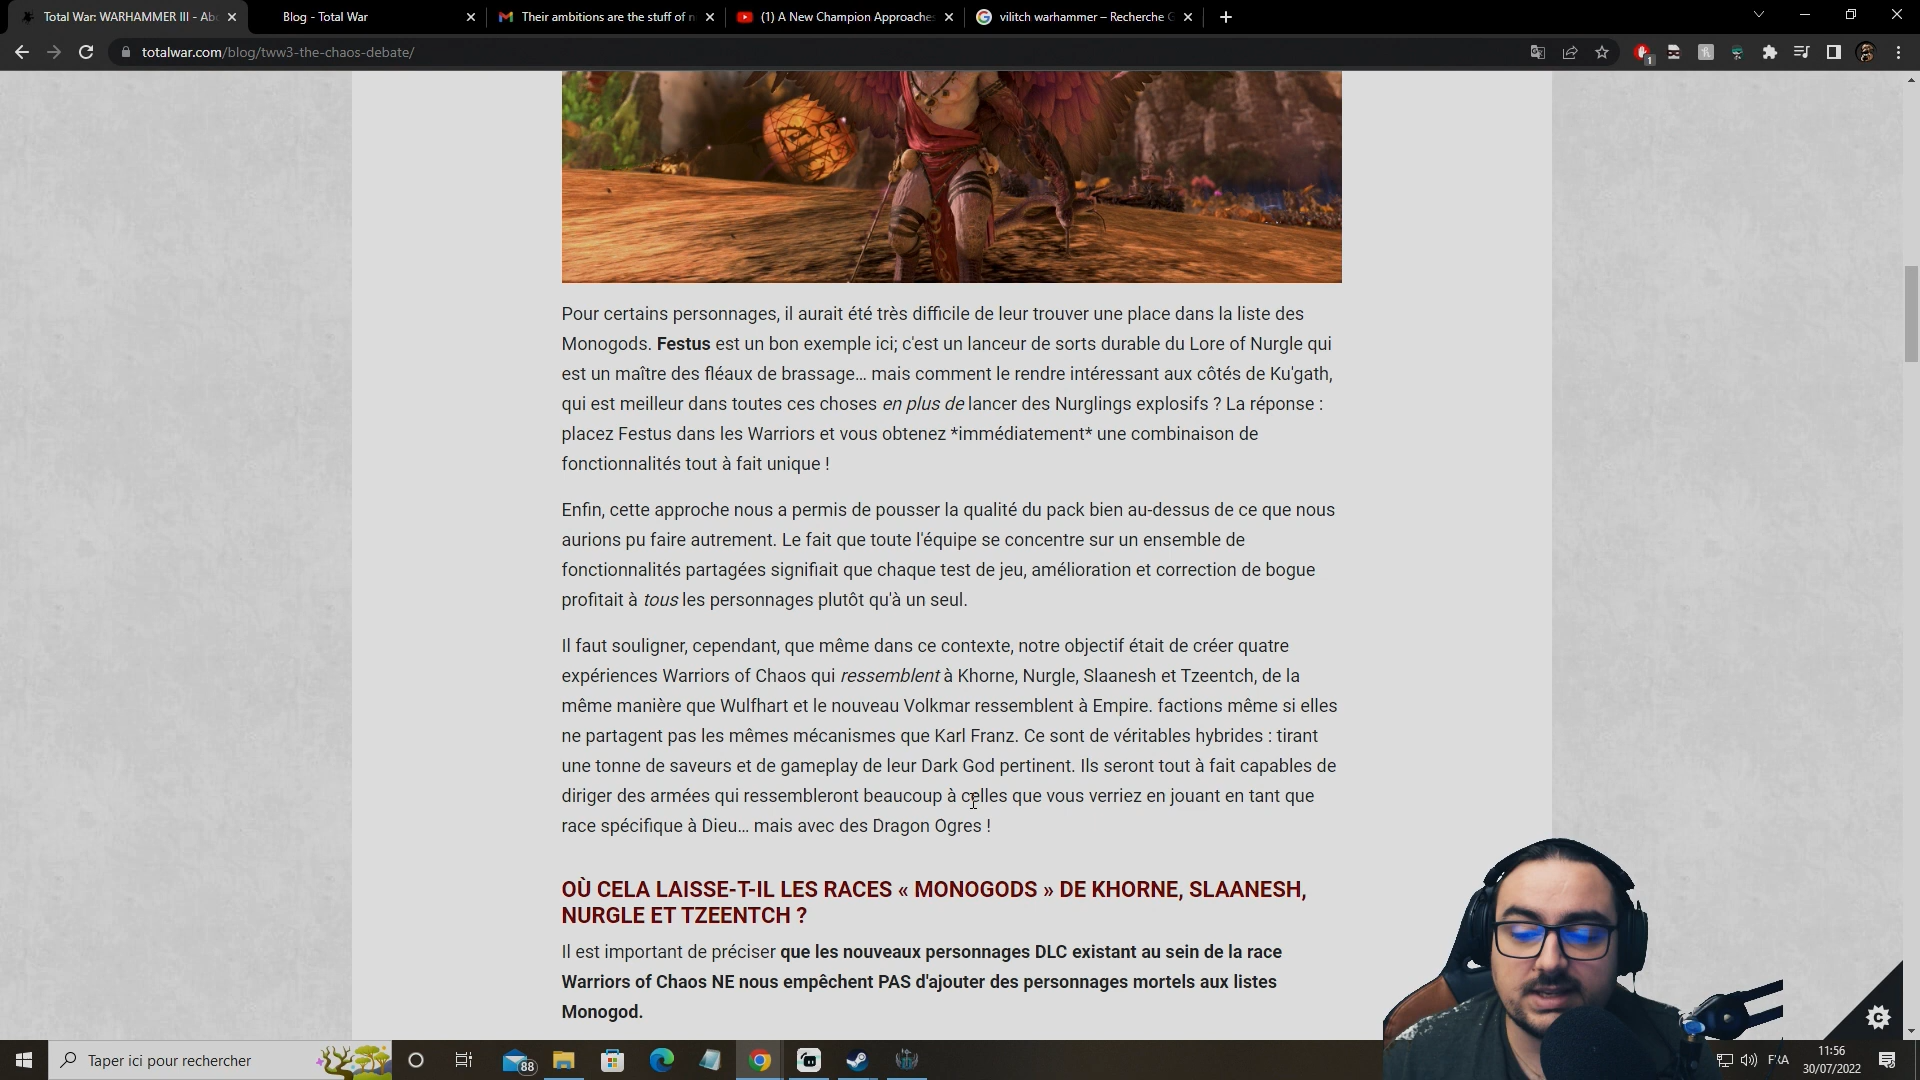 Total War: WARHAMMER III - Abo
Blog - Total War
Their ambitions are the stuff of n
(1) A New Champion Approaches
vilitch warhammer – Recherche G
totalwar.com/blog/tww3-the-chaos-debate/
1
Pour certains personnages, il aurait été très difficile de leur trouver une place dans la liste des
Monogods. Festus est un bon exemple ici; c'est un lanceur de sorts durable du Lore of Nurgle qui
est un maître des fléaux de brassage... mais comment le rendre intéressant aux côtés de Ku'gath,
qui est meilleur dans toutes ces choses en plus de lancer des Nurglings explosifs ? La réponse :
placez Festus dans les Warriors et vous obtenez *immédiatement* une combinaison de
fonctionnalités tout à fait unique !
Enfin, cette approche nous a permis de pousser la qualité du pack bien au-dessus de ce que nous
aurions pu faire autrement. Le fait que toute l'équipe se concentre sur un ensemble de
fonctionnalités partagées signifiait que chaque test de jeu, amélioration et correction de bogue
profitait à tous les personnages plutôt qu'à un seul.
Il faut souligner, cependant, que même dans ce contexte, notre objectif était de créer quatre
expériences Warriors of Chaos qui ressemblent à Khorne, Nurgle, Slaanesh et Tzeentch, de la
même manière que Wulfhart et le nouveau Volkmar ressemblent à Empire. factions même si elles
ne partagent pas les mêmes mécanismes que Karl Franz. Ce sont de véritables hybrides : tirant
une tonne de saveurs et de gameplay de leur Dark God pertinent. Ils seront tout à fait capables de
diriger des armées qui ressembleront beaucoup à celles que vous verriez en jouant en tant que
race spécifique à Dieu... mais avec des Dragon Ogres !
OÙ CELA LAISSE-T-IL LES RACES « MONOGODS » DE KHORNE, SLAANESH,
NURGLE ET TZEENTCH ?
Il est important de préciser que les nouveaux personnages DLC existant au sein de la race
Warriors of Chaos NE nous empêchent PAS d'ajouter des personnages mortels aux listes
Monogod.
Taper ici pour rechercher
88
FRA
11:56
30/07/2022